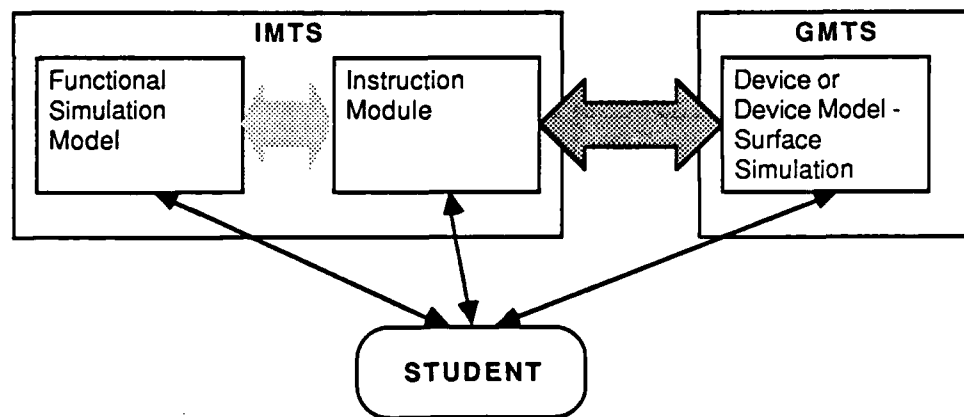 IMTS
GMTS
Functional
Simulation
Model
Instruction
Module
Device or
Device Model -
Surface
Simulation
STUDENT